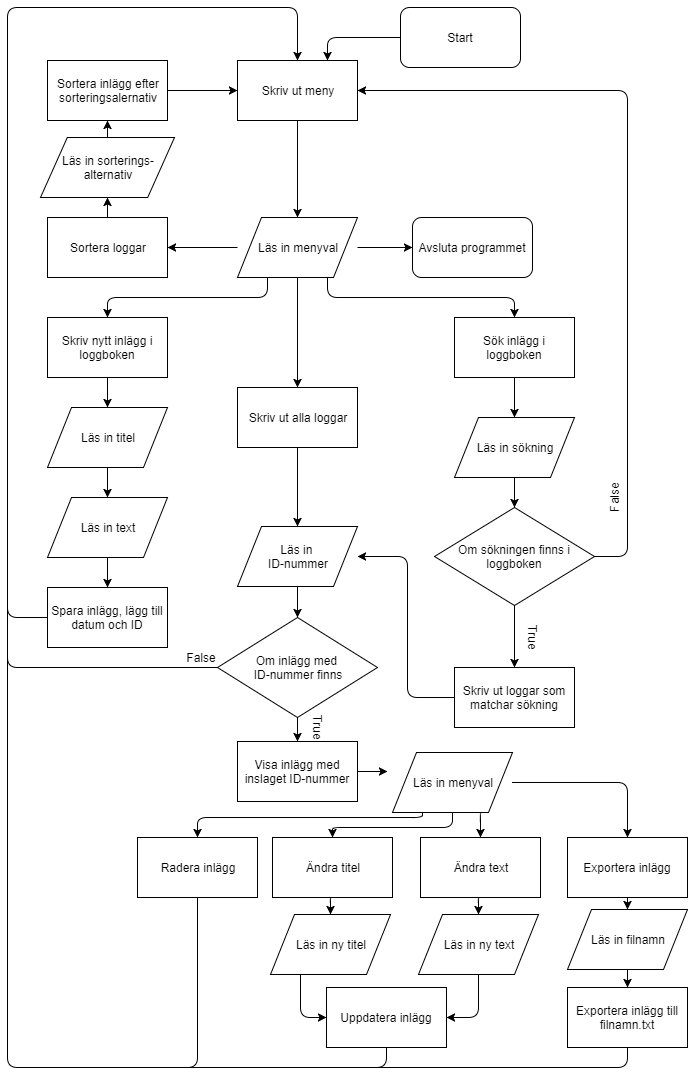 Start
Sortera inlägg efter
sorteringsalernativ
Skriv ut meny
Läs in sorterings-
alternativ
Sortera loggar
Läs in menyval
Avsluta programmet
Skriv nytt inlägg i
loggboken
Sök inlägg i
loggboken
Skriv ut alla loggar
Läs in titel
Läs in sökning
False
Läs in text
Läs in
ID-nummer
Om sökningen finns i
loggboken
Spara inlägg, lägg till
datum och ID
True
False
Om inlägg med
ID-nummer finns
Skriv ut loggar som
matchar sökning
True
Visa inlägg med
inslaget ID-nummer
Läs in menyval
Radera inlägg
Ändra titel
Ändra text
Exportera inlägg
Läs in ny titel
Läs in ny text
Läs in filnamn
Uppdatera inlägg
Exportera inlägg till
filnamn.txt